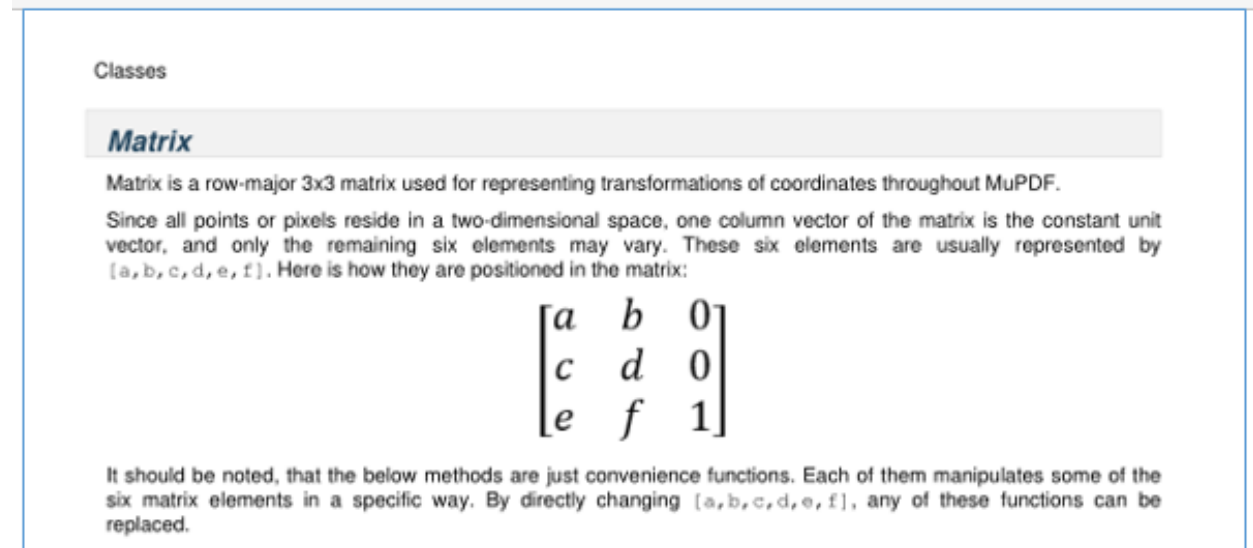 Classes
Matrix
Matrix is a row-major 3x3 matrix used for representing transformations of coordinates throughout MuPDF.
Since all points or pixels reside in a two-dimensional space, one column vector of the matrix is the constant unit
vector, and only the remaining six elements may vary. These six elements are usually represented by
[a,b,c,d,e,f]. Here is how they are positioned in the matrix:
a b 0
c d 0
e f 1
It should be noted, that the below methods are just convenience functions. Each of them manipulates some of the
six matrix elements in a specific way. By directly changing [a,b,c,d,e,f], any of these functions can be
replaced.